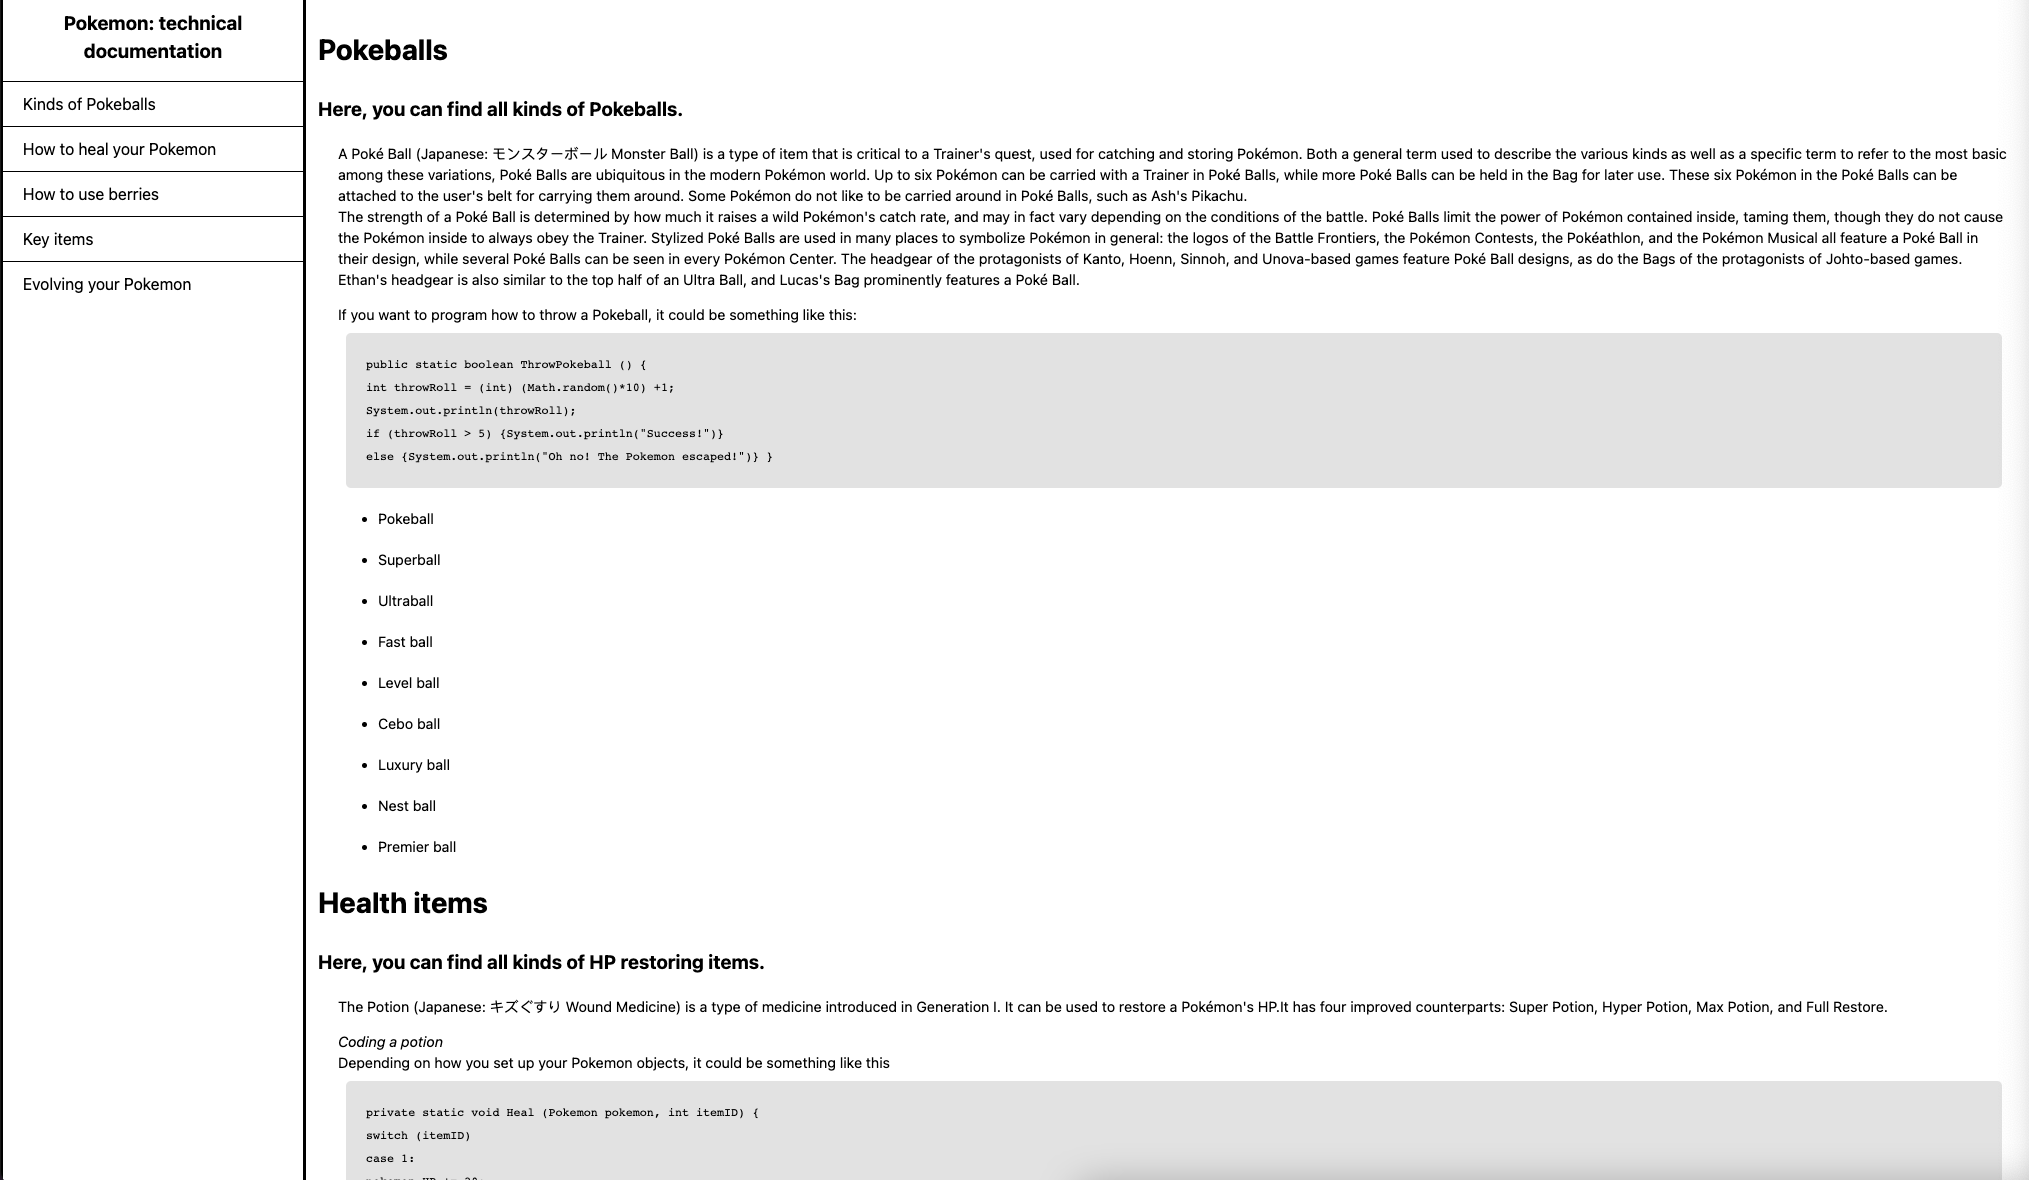 Pokemon: technical
documentation
Kinds of Pokeballs
How to heal your Pokemon
How to use berries
Key items
Evolving your Pokemon
Pokeballs
Here, you can find all kinds of Pokeballs.
A Poké Ball (Japanese: モンスターボール Monster Ball) is a type of item that is critical to a Trainer's quest, used for catching and storing Pokémon. Both a general term used to describe the various kinds as well as a specific term to refer to the most basic
among these variations, Poké Balls are ubiquitous in the modern Pokémon world. Up to six Pokémon can be carried with a Trainer in Poké Balls, while more Poké Balls can be held in the Bag for later use. These six Pokémon in the Poké Balls can be
attached to the user's belt for carrying them around. Some Pokémon do not like to be carried around in Poké Balls, such as Ash's Pikachu.
The strength of a Poké Ball is determined by how much it raises a wild Pokémon's catch rate, and may in fact vary depending on the conditions of the battle. Poké Balls limit the power of Pokémon contained inside, taming them, though they do not cause
the Pokémon inside to always obey the Trainer. Stylized Poké Balls are used in many places to symbolize Pokémon in general: the logos of the Battle Frontiers, the Pokémon Contests, the Pokéathlon, and the Pokémon Musical all feature a Poké Ball in
their design, while several Poké Balls can be seen in every Pokémon Center. The headgear of the protagonists of Kanto, Hoenn, Sinnoh, and Unova-based games feature Poké Ball designs, as do the Bags of the protagonists of Johto-based games.
Ethan's headgear is also similar to the top half of an Ultra Ball, and Lucas's Bag prominently features a Poké Ball.
If you want to program how to throw a Pokeball, it could be something like this:
public static boolean ThrowPokeball () {
int throwRoll = (int) (Math.random()*10) +1;
System.out.println(throwRoll);
if (throwRoll > 5) {System.out.println("Success!")}
else {System.out.println("Oh no! The Pokemon escaped!")} }
• Pokeball
• Superball
• Ultraball
• Fast ball
• Level ball
• Cebo ball
• Luxury ball
• Nest ball
• Premier ball
Health items
Here, you can find all kinds of HP restoring items.
The Potion (Japanese: キズぐすり Wound Medicine) is a type of medicine introduced in Generation I. It can be used to restore a Pokémon's HP.It has four improved counterparts: Super Potion, Hyper Potion, Max Potion, and Full Restore.
Coding a potion
Depending on how you set up your Pokemon objects, it could be something like this
private static void Heal (Pokemon pokemon, int itemID) {
switch (itemID)
case 1: